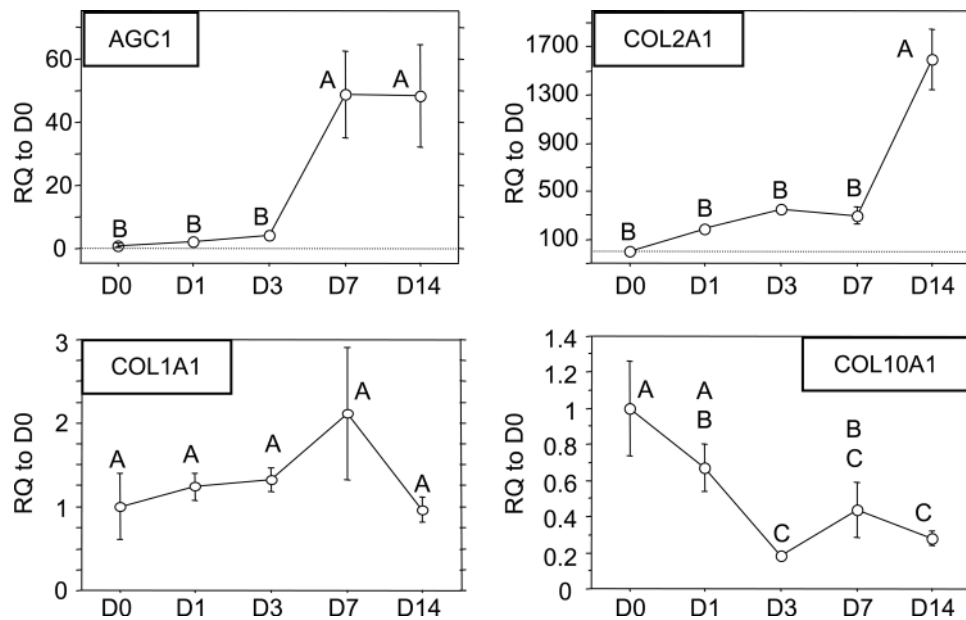 AGC1
RQ to D0
60
40
20
0
B
B
B
A
A
D0 D1 D3 D7 D14
COL2A1
RQ to D0
1700
1300
900
500
100
B
B
B
B
A
D0 D1 D3 D7 D14
COL1A1
RQ to D0
3
2
1
0
A
A
A
A
A
D0 D1 D3 D7 D14
COL10A1
RQ to D0
1.4
1.2
1
0.8
0.6
0.4
0.2
0
A
A
B
C
B
C
C
D0 D1 D3 D7 D14